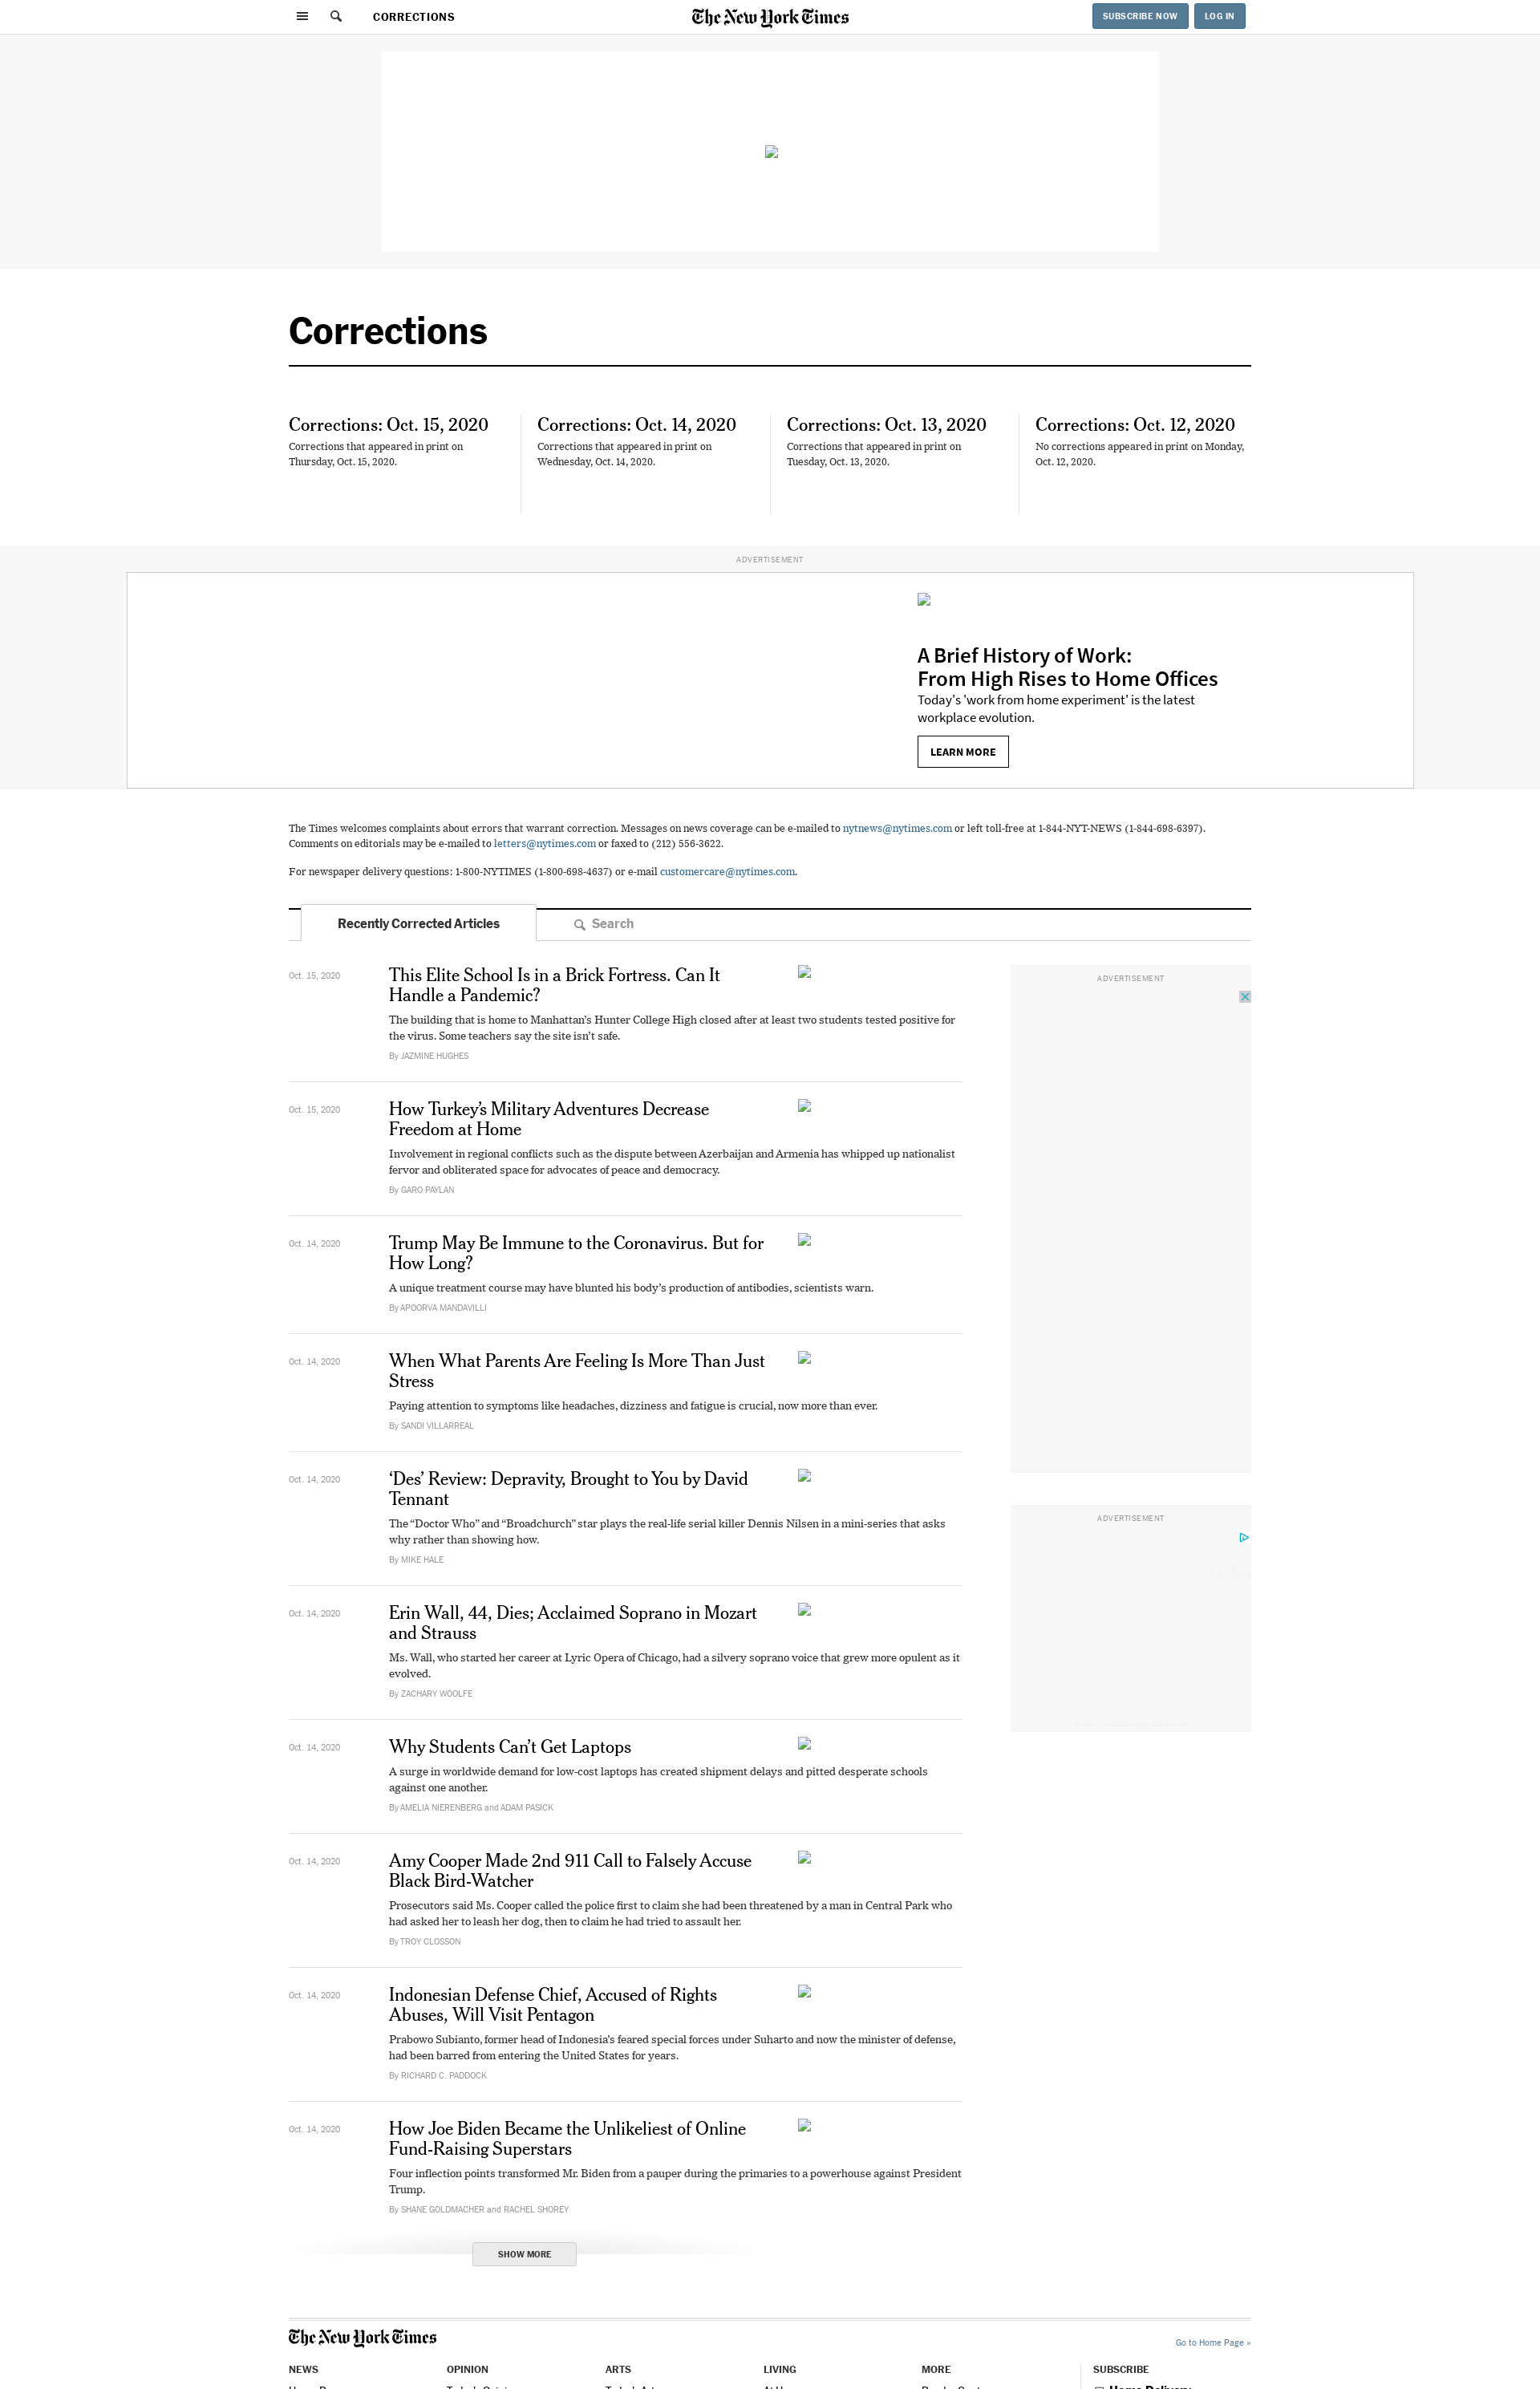 CORRECTIONS
The New York Times
SUBSCRIBE NOW
LOG IN
Corrections
Corrections: Oct. 15, 2020
Corrections that appeared in print on
Thursday, Oct. 15, 2020.
Corrections: Oct. 14, 2020
Corrections that appeared in print on
Wednesday, Oct. 14, 2020.
Corrections: Oct. 13, 2020
Corrections that appeared in print on
Tuesday, Oct. 13, 2020.
Corrections: Oct. 12, 2020
No corrections appeared in print on Monday,
Oct. 12, 2020.
ADVERTISEMENT
A Brief History of Work:
From High Rises to Home Offices
Today's 'work from home experiment' is the latest
workplace evolution.
LEARN MORE
The Times welcomes complaints about errors that warrant correction. Messages on news coverage can be e-mailed to nytnews@nytimes.com or left toll-free at 1-844-NYT-NEWS (1-844-698-6397).
Comments on editorials may be e-mailed to letters@nytimes.com or faxed to (212) 556-3622.
For newspaper delivery questions: 1-800-NYTIMES (1-800-698-4637) or e-mail customercare@nytimes.com.
Recently Corrected Articles
Search
Oct. 15, 2020
This Elite School Is in a Brick Fortress. Can It
Handle a Pandemic?
The building that is home to Manhattan’s Hunter College High closed after at least two students tested positive for
the virus. Some teachers say the site isn’t safe.
By JAZMINE HUGHES
ADVERTISEMENT
Oct. 15, 2020
How Turkey’s Military Adventures Decrease
Freedom at Home
Involvement in regional conflicts such as the dispute between Azerbaijan and Armenia has whipped up nationalist
fervor and obliterated space for advocates of peace and democracy.
By GARO PAYLAN
Oct. 14, 2020
Trump May Be Immune to the Coronavirus. But for
How Long?
A unique treatment course may have blunted his body’s production of antibodies, scientists warn.
By APOORVA MANDAVILLI
Oct. 14, 2020
When What Parents Are Feeling Is More Than Just
Stress
Paying attention to symptoms like headaches, dizziness and fatigue is crucial, now more than ever.
By SANDI VILLARREAL
Oct. 14, 2020
‘Des’ Review: Depravity, Brought to You by David
Tennant
The “Doctor Who” and “Broadchurch” star plays the real-life serial killer Dennis Nilsen in a mini-series that asks
why rather than showing how.
By MIKE HALE
ADVERTISEMENT
Oct. 14, 2020
Erin Wall, 44, Dies; Acclaimed Soprano in Mozart
and Strauss
Ms. Wall, who started her career at Lyric Opera of Chicago, had a silvery soprano voice that grew more opulent as it
evolved.
By ZACHARY WOOLFE
Oct. 14, 2020
Why Students Can’t Get Laptops
A surge in worldwide demand for low-cost laptops has created shipment delays and pitted desperate schools
against one another.
By AMELIA NIERENBERG and ADAM PASICK
Oct. 14, 2020
Amy Cooper Made 2nd 911 Call to Falsely Accuse
Black Bird-Watcher
Prosecutors said Ms. Cooper called the police first to claim she had been threatened by a man in Central Park who
had asked her to leash her dog, then to claim he had tried to assault her.
By TROY CLOSSON
Oct. 14, 2020
Indonesian Defense Chief, Accused of Rights
Abuses, Will Visit Pentagon
Prabowo Subianto, former head of Indonesia’s feared special forces under Suharto and now the minister of defense,
had been barred from entering the United States for years.
By RICHARD C. PADDOCK
Oct. 14, 2020
How Joe Biden Became the Unlikeliest of Online
Fund-Raising Superstars
Four inflection points transformed Mr. Biden from a pauper during the primaries to a powerhouse against President
Trump.
By SHANE GOLDMACHER and RACHEL SHOREY
SHOW MORE
The New York Times
Go to Home Page »
NEWS
OPINION
ARTS
LIVING
MORE
SUBSCRIBE